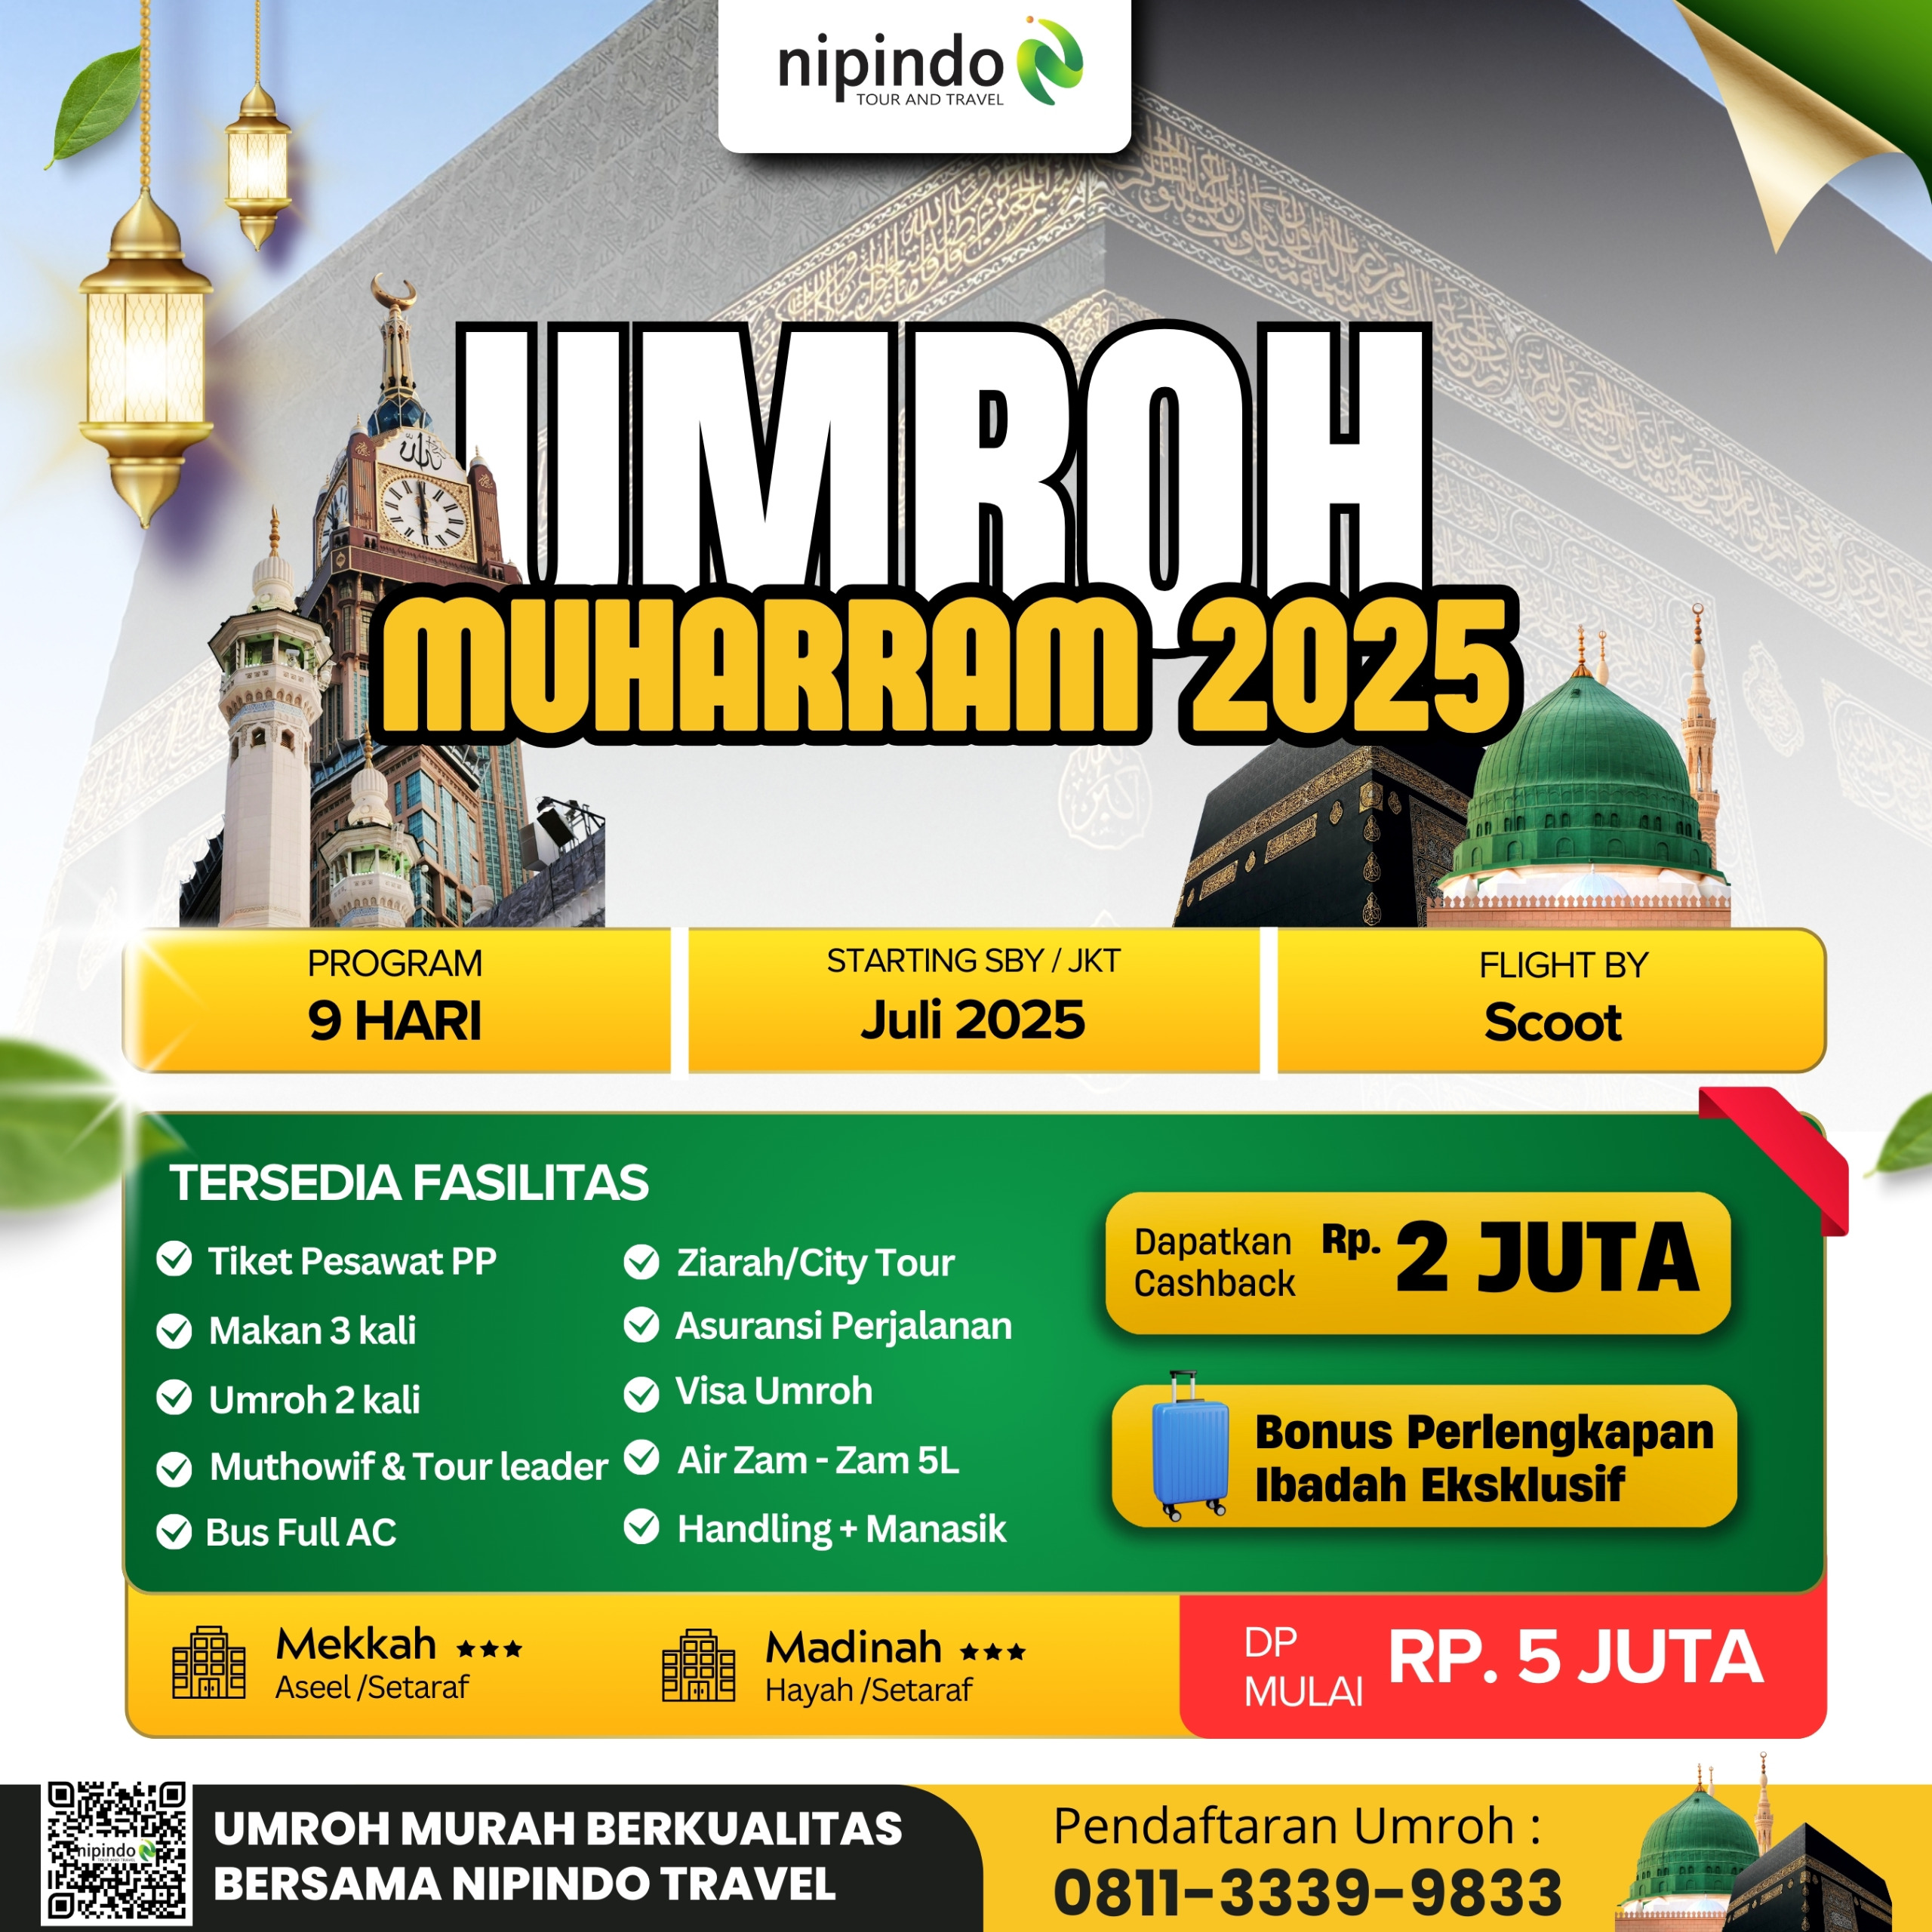 nipindo
TOUR AND TRAVEL
UMROH
MUHARRAM 2025
PROGRAM
9 HARI
STARTING SBY / JKT
Juli 2025
FLIGHT BY
Scoot
TERSEDIA FASILITAS
Tiket Pesawat PP
Makan 3 kali
Umroh 2 kali
Muthowif & Tour leader
Bus Full AC
Ziarah/City Tour
Asuransi Perjalanan
Visa Umroh
Air Zam - Zam 5L
Handling + Manasik
Dapatkan
Cashback
Rp. 2 JUTA
Bonus Perlengkapan
Ibadah Eksklusif
Mekkah
Aseel /Setaraf
Madinah
Hayah /Setaraf
DP
MULAI
RP. 5 JUTA
nipindo
TOUR AND TRAVEL
UMROH MURAH BERKUALITAS
BERSAMA NIPINDO TRAVEL
Pendaftaran Umroh :
0811-3339-9833